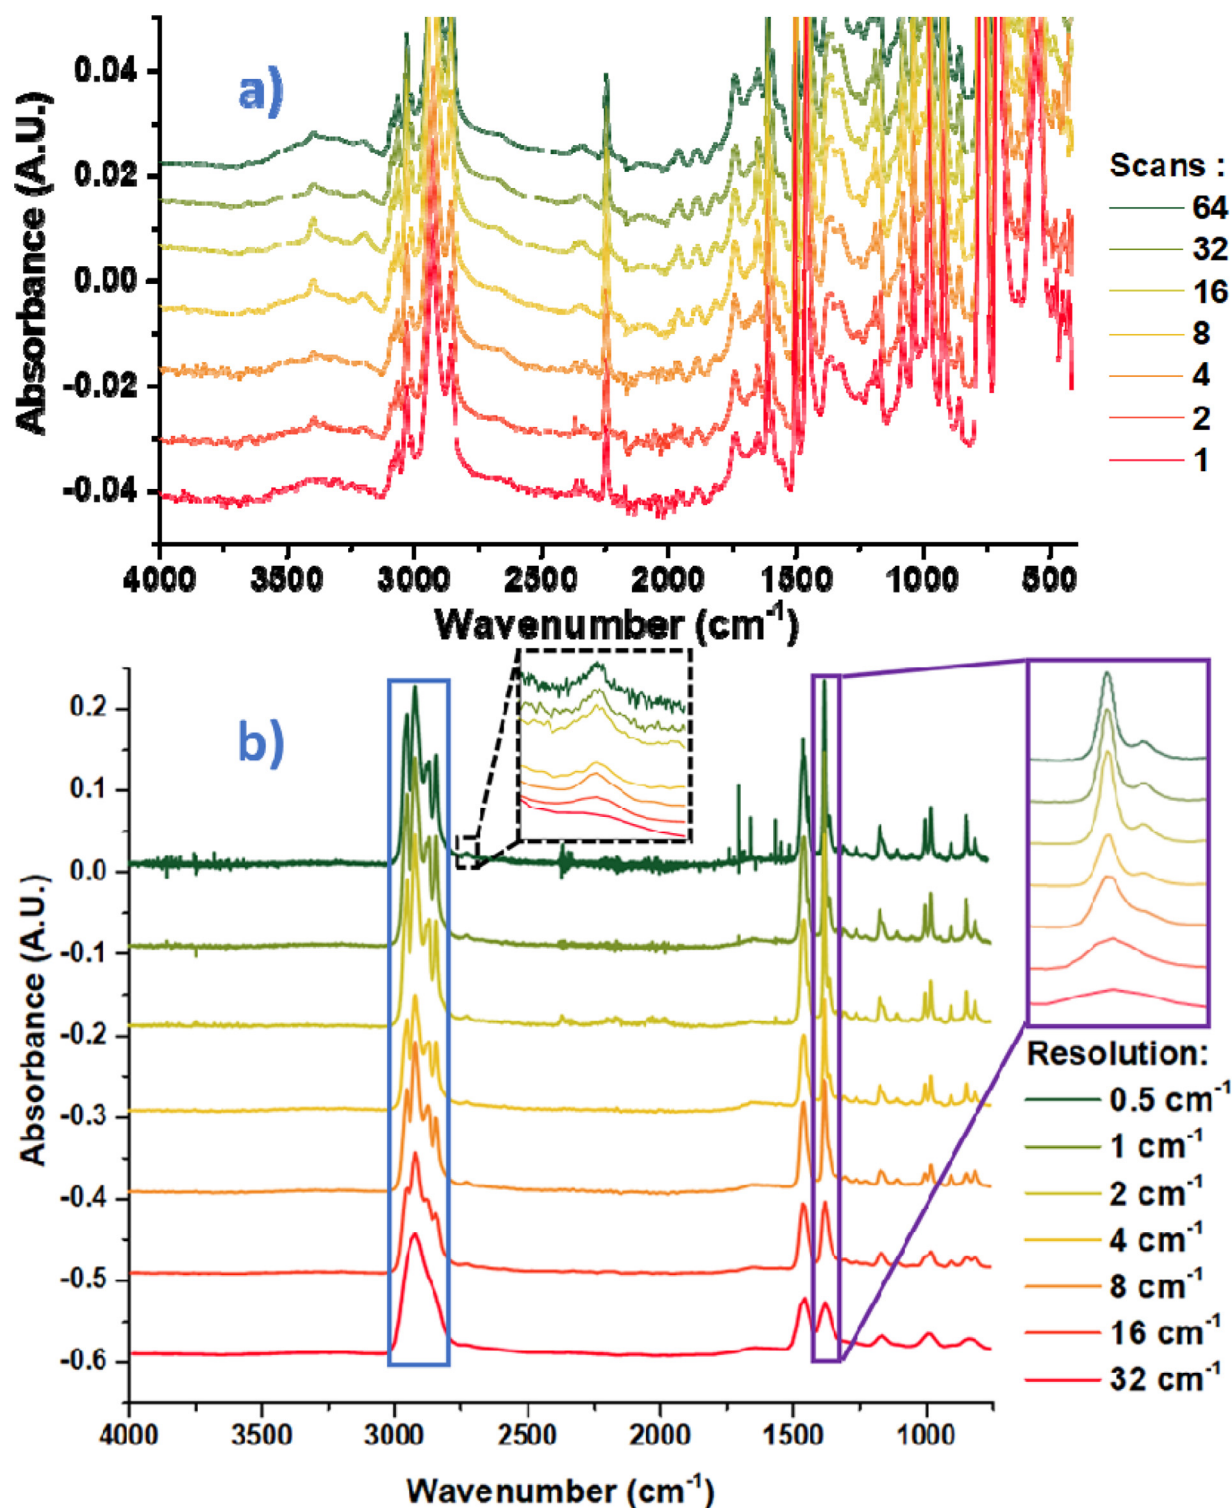 a)
Absorbance (A.U.)
0.04
0.02
0.00
-0.02
-0.04
4000 3500 3000 2500 2000 1500 1000 500
Wavenumber (cm⁻¹)
Scans :
64
32
16
8
4
2
1
b)
Absorbance (A.U.)
0.2
0.1
0.0
-0.1
-0.2
-0.3
-0.4
-0.5
-0.6
4000 3500 3000 2500 2000 1500 1000
Wavenumber (cm⁻¹)
Resolution:
0.5 cm⁻¹
1 cm⁻¹
2 cm⁻¹
4 cm⁻¹
8 cm⁻¹
16 cm⁻¹
32 cm⁻¹